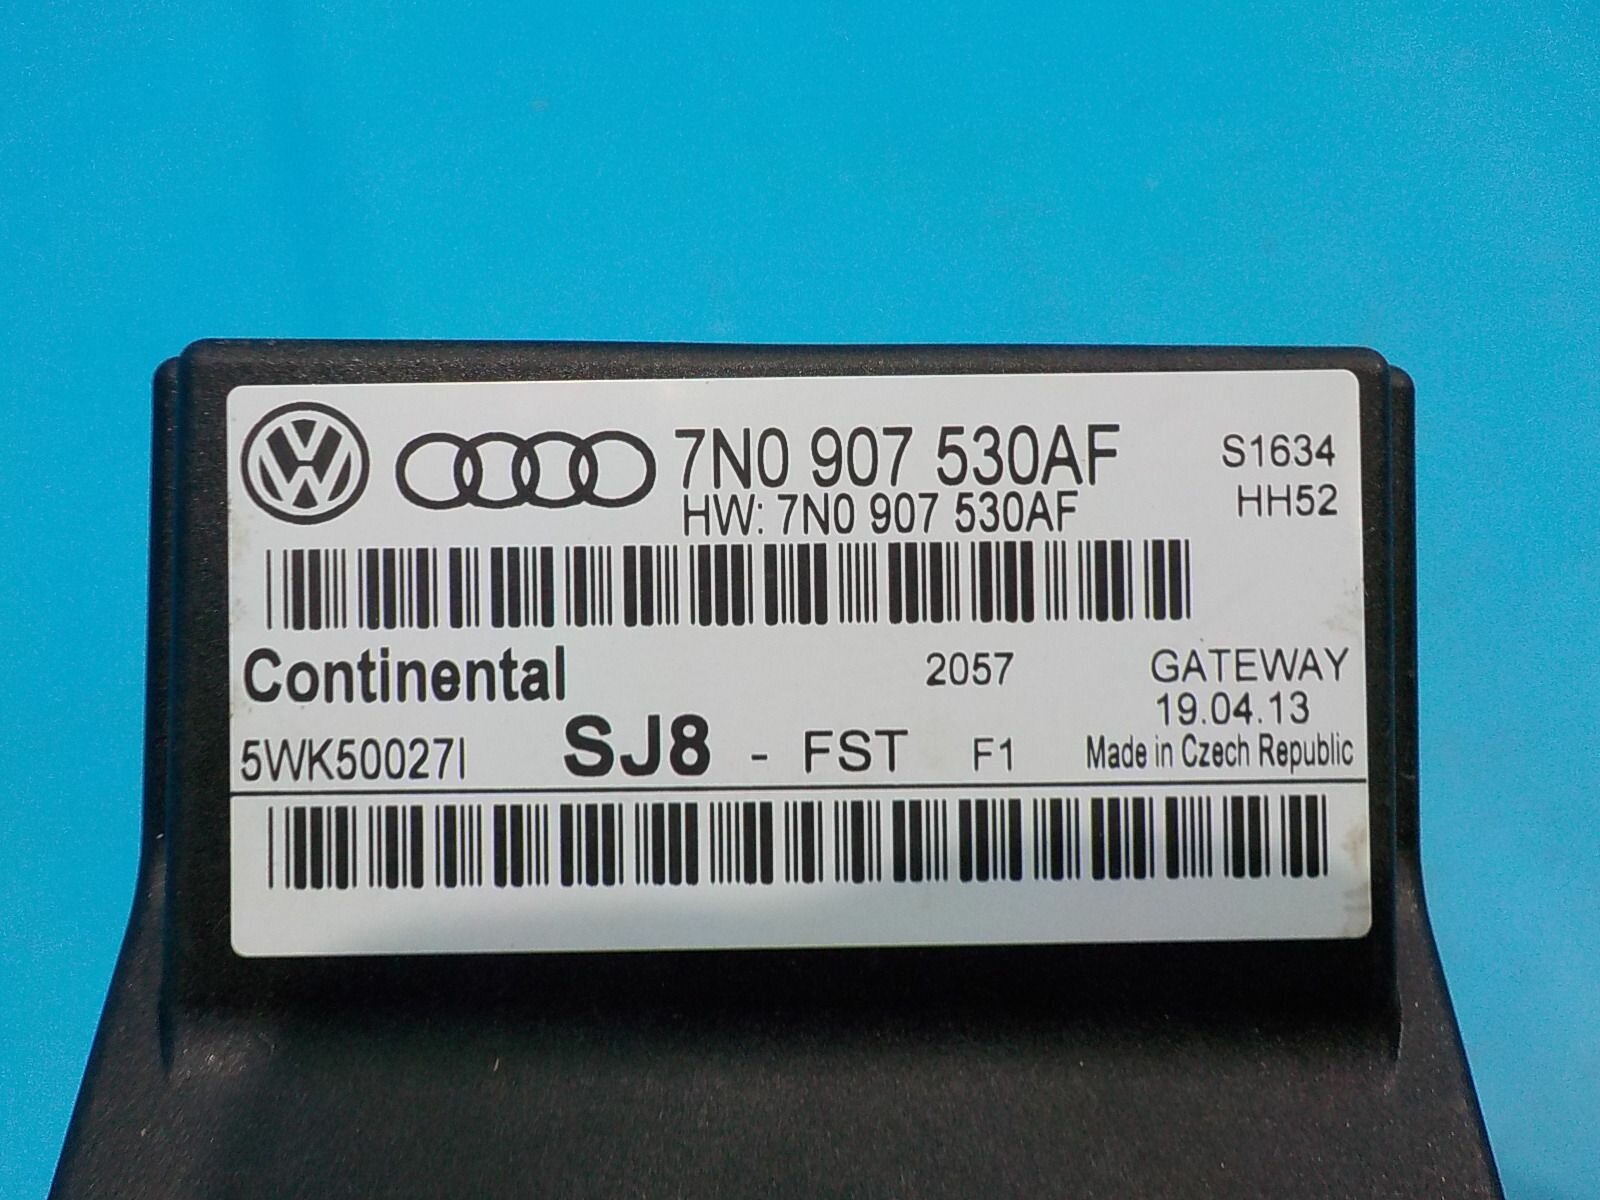 7N0 907 530AF S1634
HW: 7N0 907 530AF HH52
Continental 2057 GATEWAY
19.04.13
5WK50027I SJ8 - FST F1 Made in Czech Republic